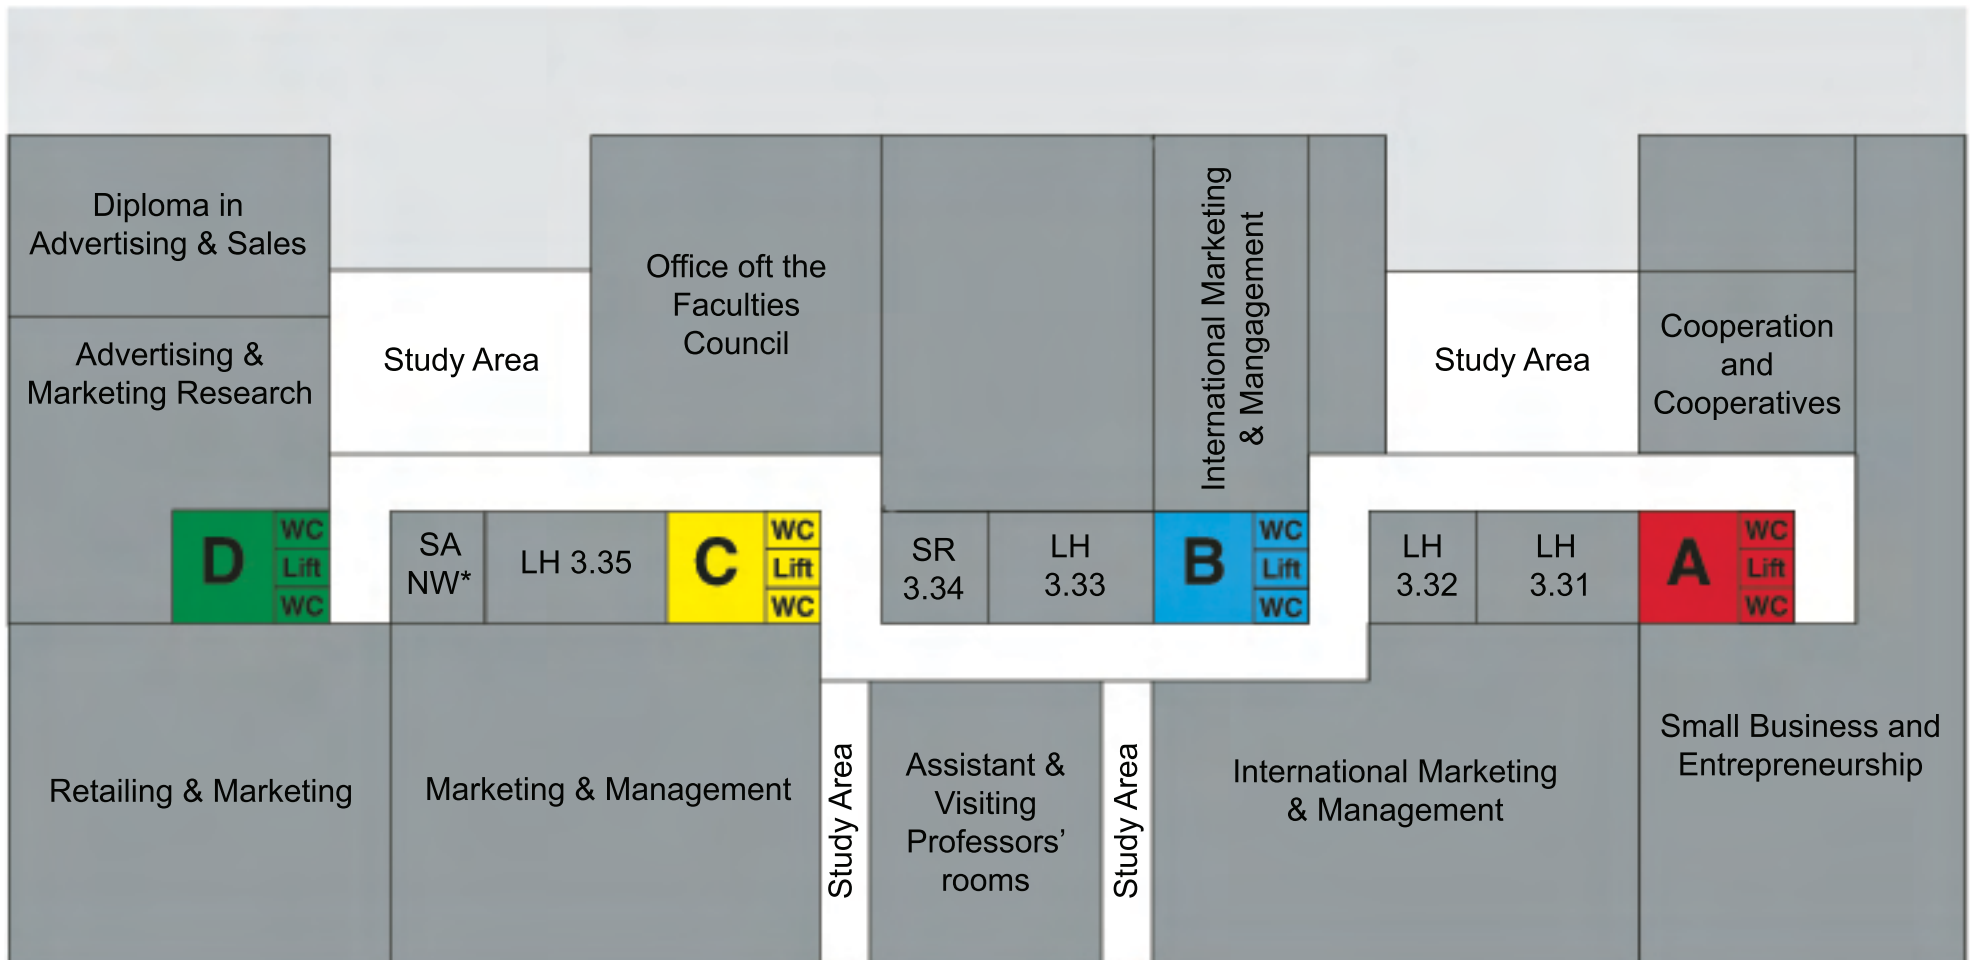 Diploma in
Advertising & Sales
Advertising &
Marketing Research
Study Area
Office oft the
Faculties
Council
International Marketing
& Mangagement
Study Area
Cooperation
and
Cooperatives
D
WC
Lift
WC
SA
NW*
LH 3.35
C
WC
Lift
WC
SR
3.34
LH
3.33
B
WC
Lift
WC
LH
3.32
LH
3.31
A
WC
Lift
WC
Retailing & Marketing
Marketing & Management
Study Area
Assistant &
Visiting
Professors’
rooms
Study Area
International Marketing
& Management
Small Business and
Entrepreneurship